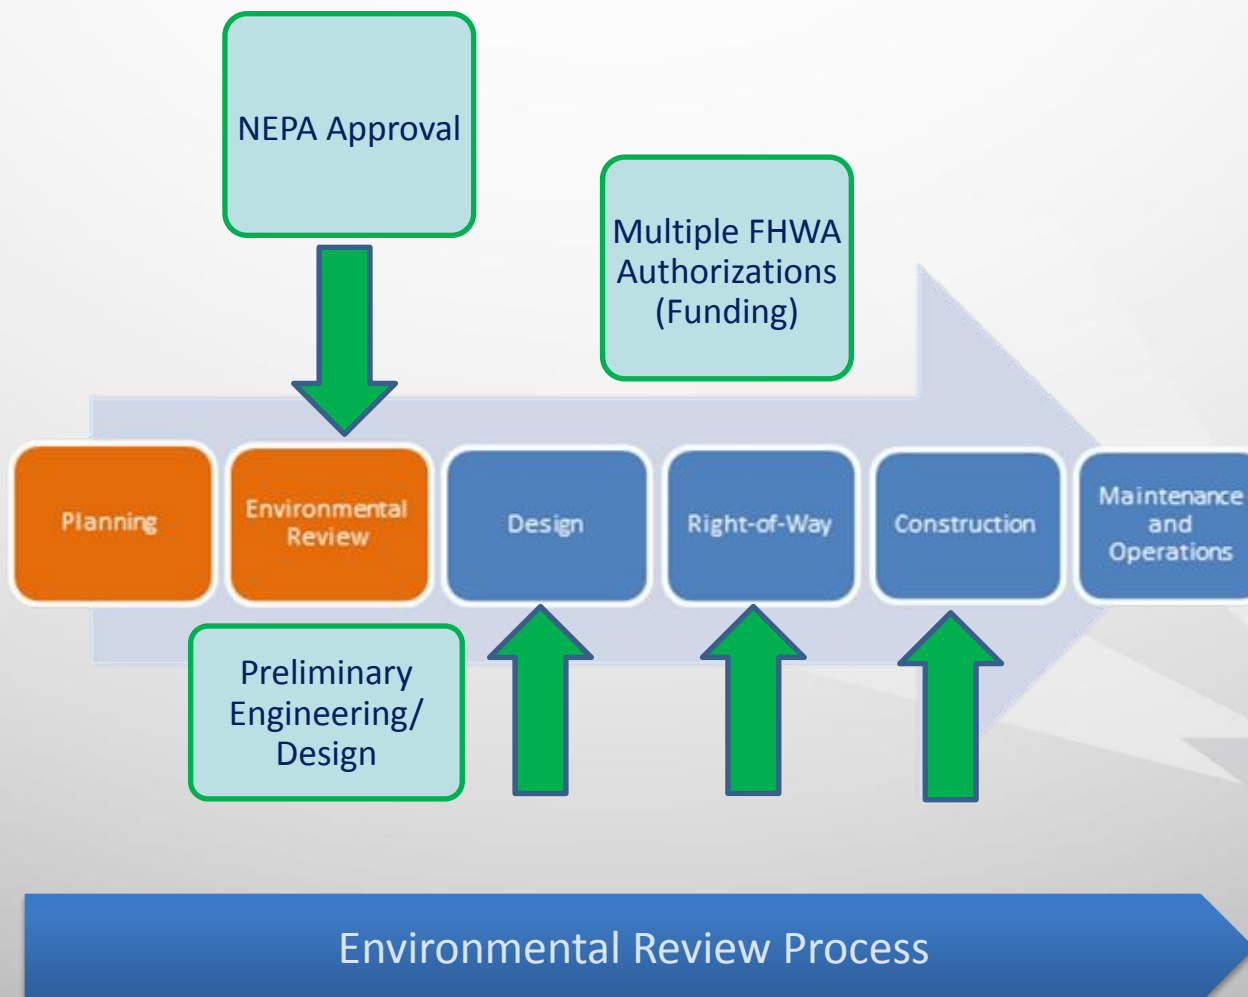 NEPA Approval
Multiple FHWA
Authorizations
(Funding)
Planning
Environmental
Review
Design
Right-of-Way
Construction
Maintenance
and
Operations
Preliminary
Engineering/
Design
Environmental Review Process